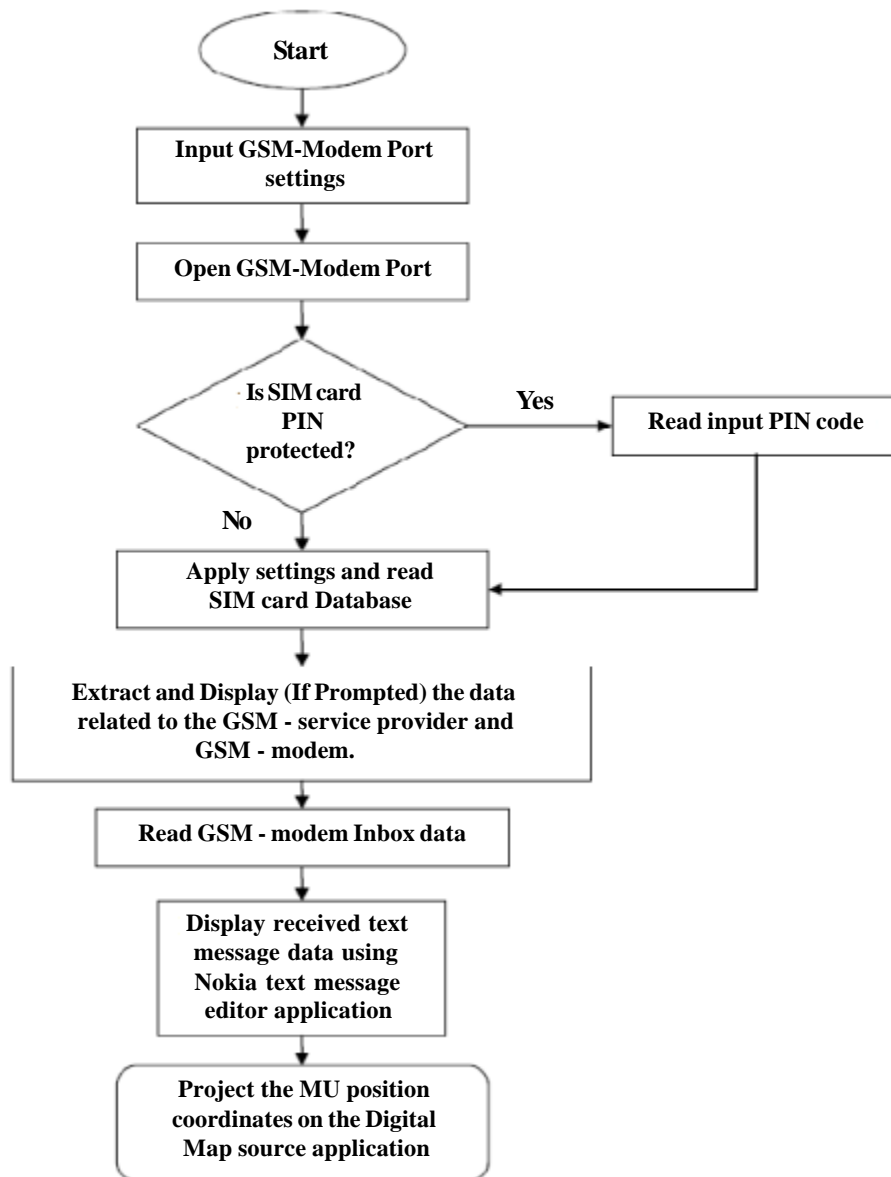 Start
Input GSM-Modem Port
settings
Open GSM-Modem Port
Is SIM card
PIN
protected?
Yes
Read input PIN code
No
Apply settings and read
SIM card Database
Extract and Display (If Prompted) the data
related to the GSM - service provider and
GSM - modem.
Read GSM - modem Inbox data
Display received text
message data using
Nokia text message
editor application
Project the MU position
coordinates on the Digital
Map source application